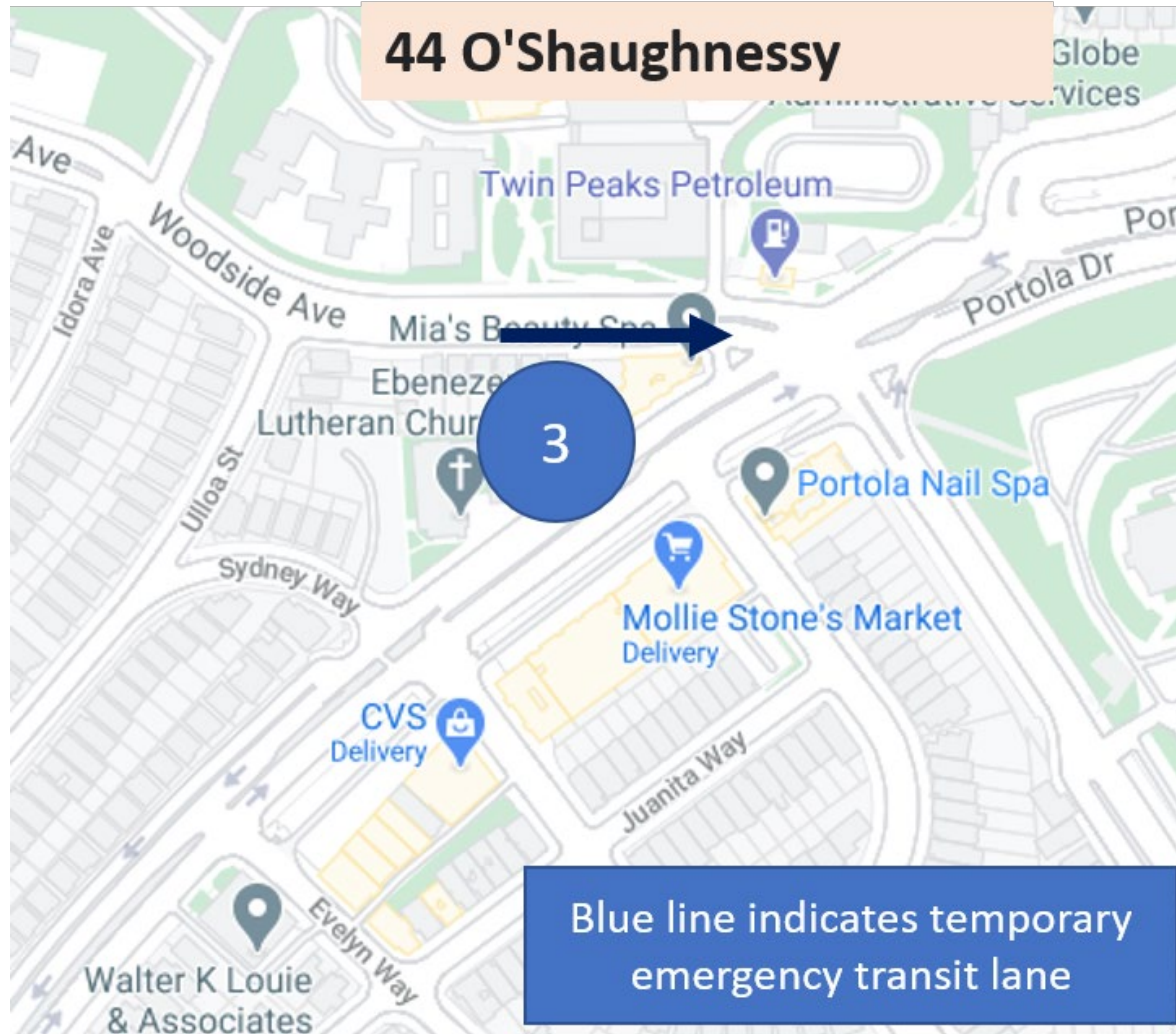 44 O'Shaughnessy
Globe
Administrative Services
Ave
Twin Peaks Petroleum
Por
Woodside Ave
Idora Ave
Portola Dr
Mia's Beauty Spa
Ebenezer
Lutheran Chur
3
Portola Nail Spa
Ulloa St
Sydney Way
Mollie Stone's Market
Delivery
CVS
Delivery
Juanita Way
Evelyn Way
Walter K Louie
& Associates
Blue line indicates temporary
emergency transit lane